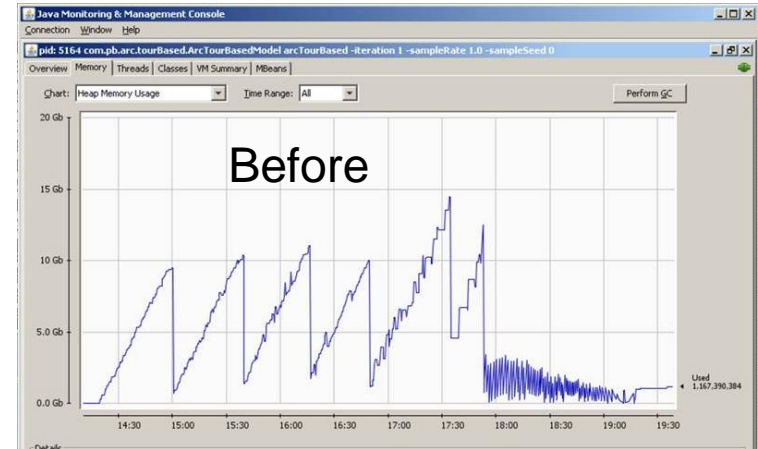 Java Monitoring & Management Console
Connection Window Help
pid: 5164 com.pb.arc.tourBased.ArcTourBasedModel arcTourBased -iteration 1 -sampleRate 1.0 -sampleSeed 0
Overview Memory Threads Classes VM Summary MBeans
Chart: Heap Memory Usage Time Range: All Perform GC
20 Gb
Before
15 Gb
10 Gb
5.0 Gb
Used
1,167,390,384
0.0 Gb
14:30 15:00 15:30 16:00 16:30 17:00 17:30 18:00 18:30 19:00 19:30
Details